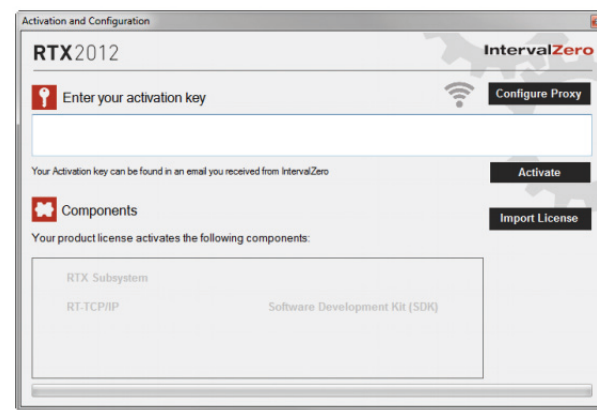 Activation and Configuration
RTX2012
IntervalZero
Enter your activation key
Configure Proxy
Your Activation key can be found in an email you received from IntervalZero
Activate
Components
Import License
Your product license activates the following components:
RTX Subsystem
RT-TCP/IP Software Development Kit (SDK)